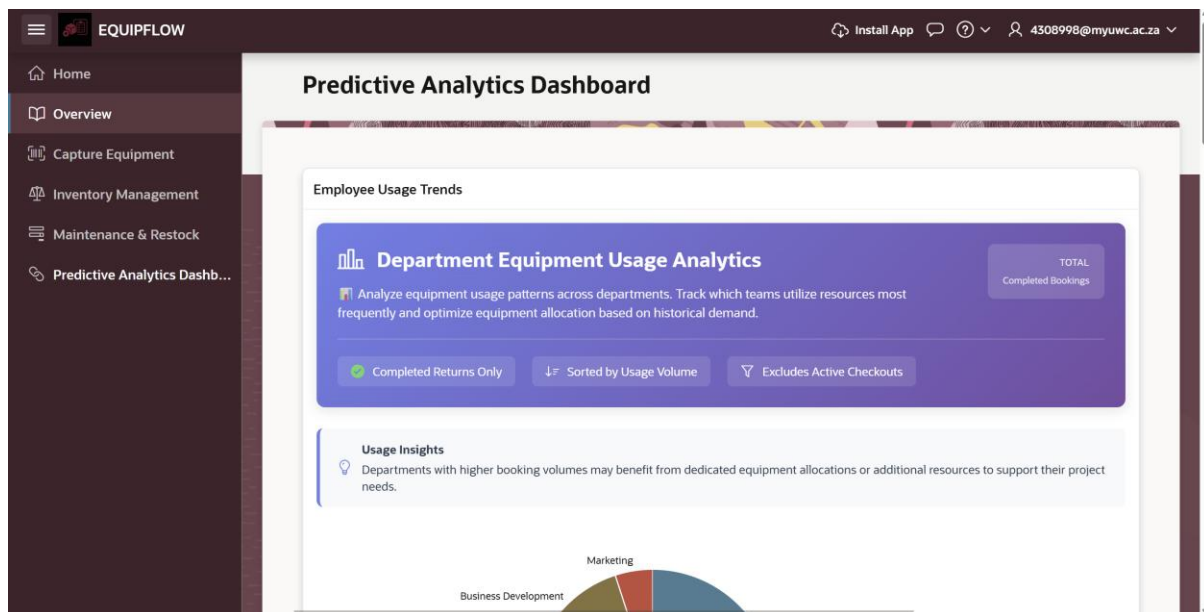 EQUIPFLOW
Install App
4308998@myuwc.ac.za
Home
Overview
Capture Equipment
Inventory Management
Maintenance & Restock
Predictive Analytics Dashb...
Predictive Analytics Dashboard
Employee Usage Trends
Department Equipment Usage Analytics
Analyze equipment usage patterns across departments. Track which teams utilize resources most
frequently and optimize equipment allocation based on historical demand.
TOTAL
Completed Bookings
Completed Returns Only
Sorted by Usage Volume
Excludes Active Checkouts
Usage Insights
Departments with higher booking volumes may benefit from dedicated equipment allocations or additional resources to support their project
needs.
Marketing
Business Development